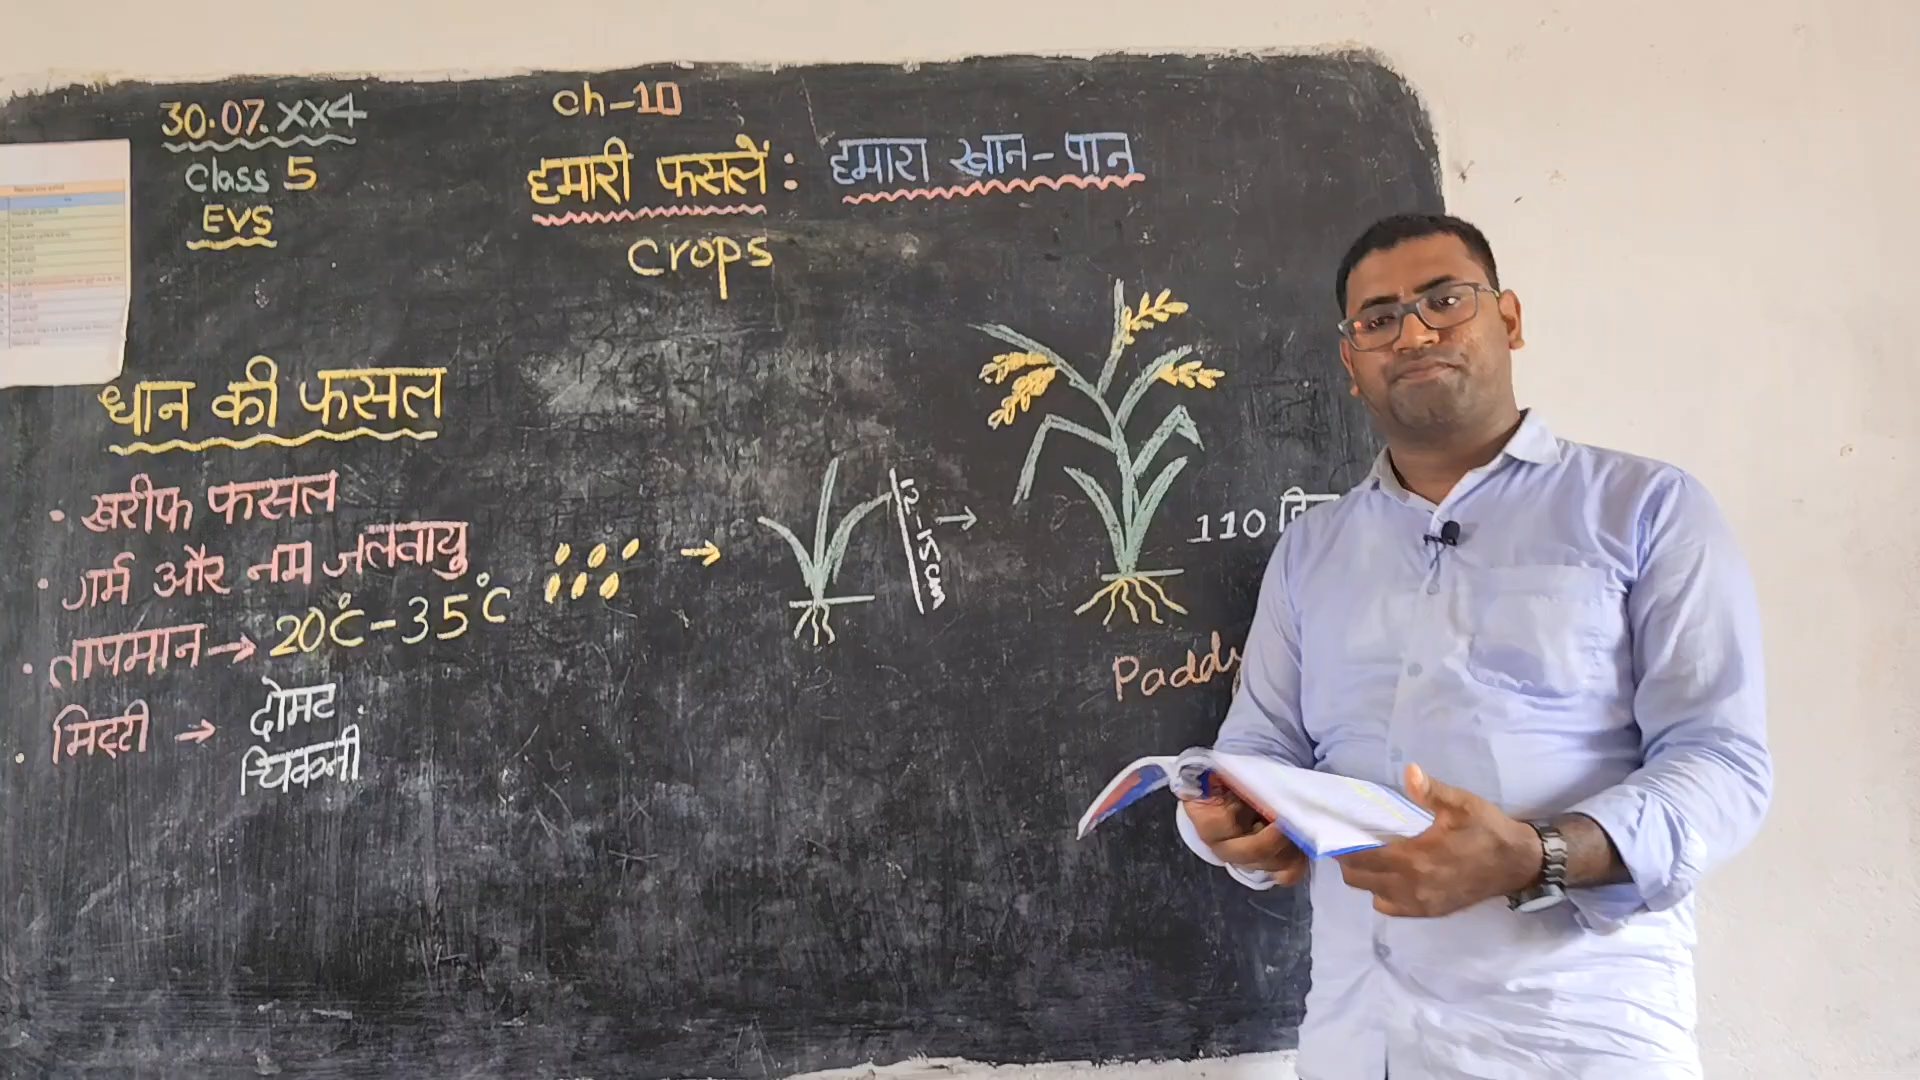 30.07.XX4
Class 5
EVS
Ch-10
हमारी फसलें : हमारा खान-पान
Crops
धान की फसल
• खरीफ फसल
• गर्म और नम जलवायु
• तापमान → 20°C-35°C
• मिट्टी → दोमट
चिकनी
12-15cm
110
Paddy